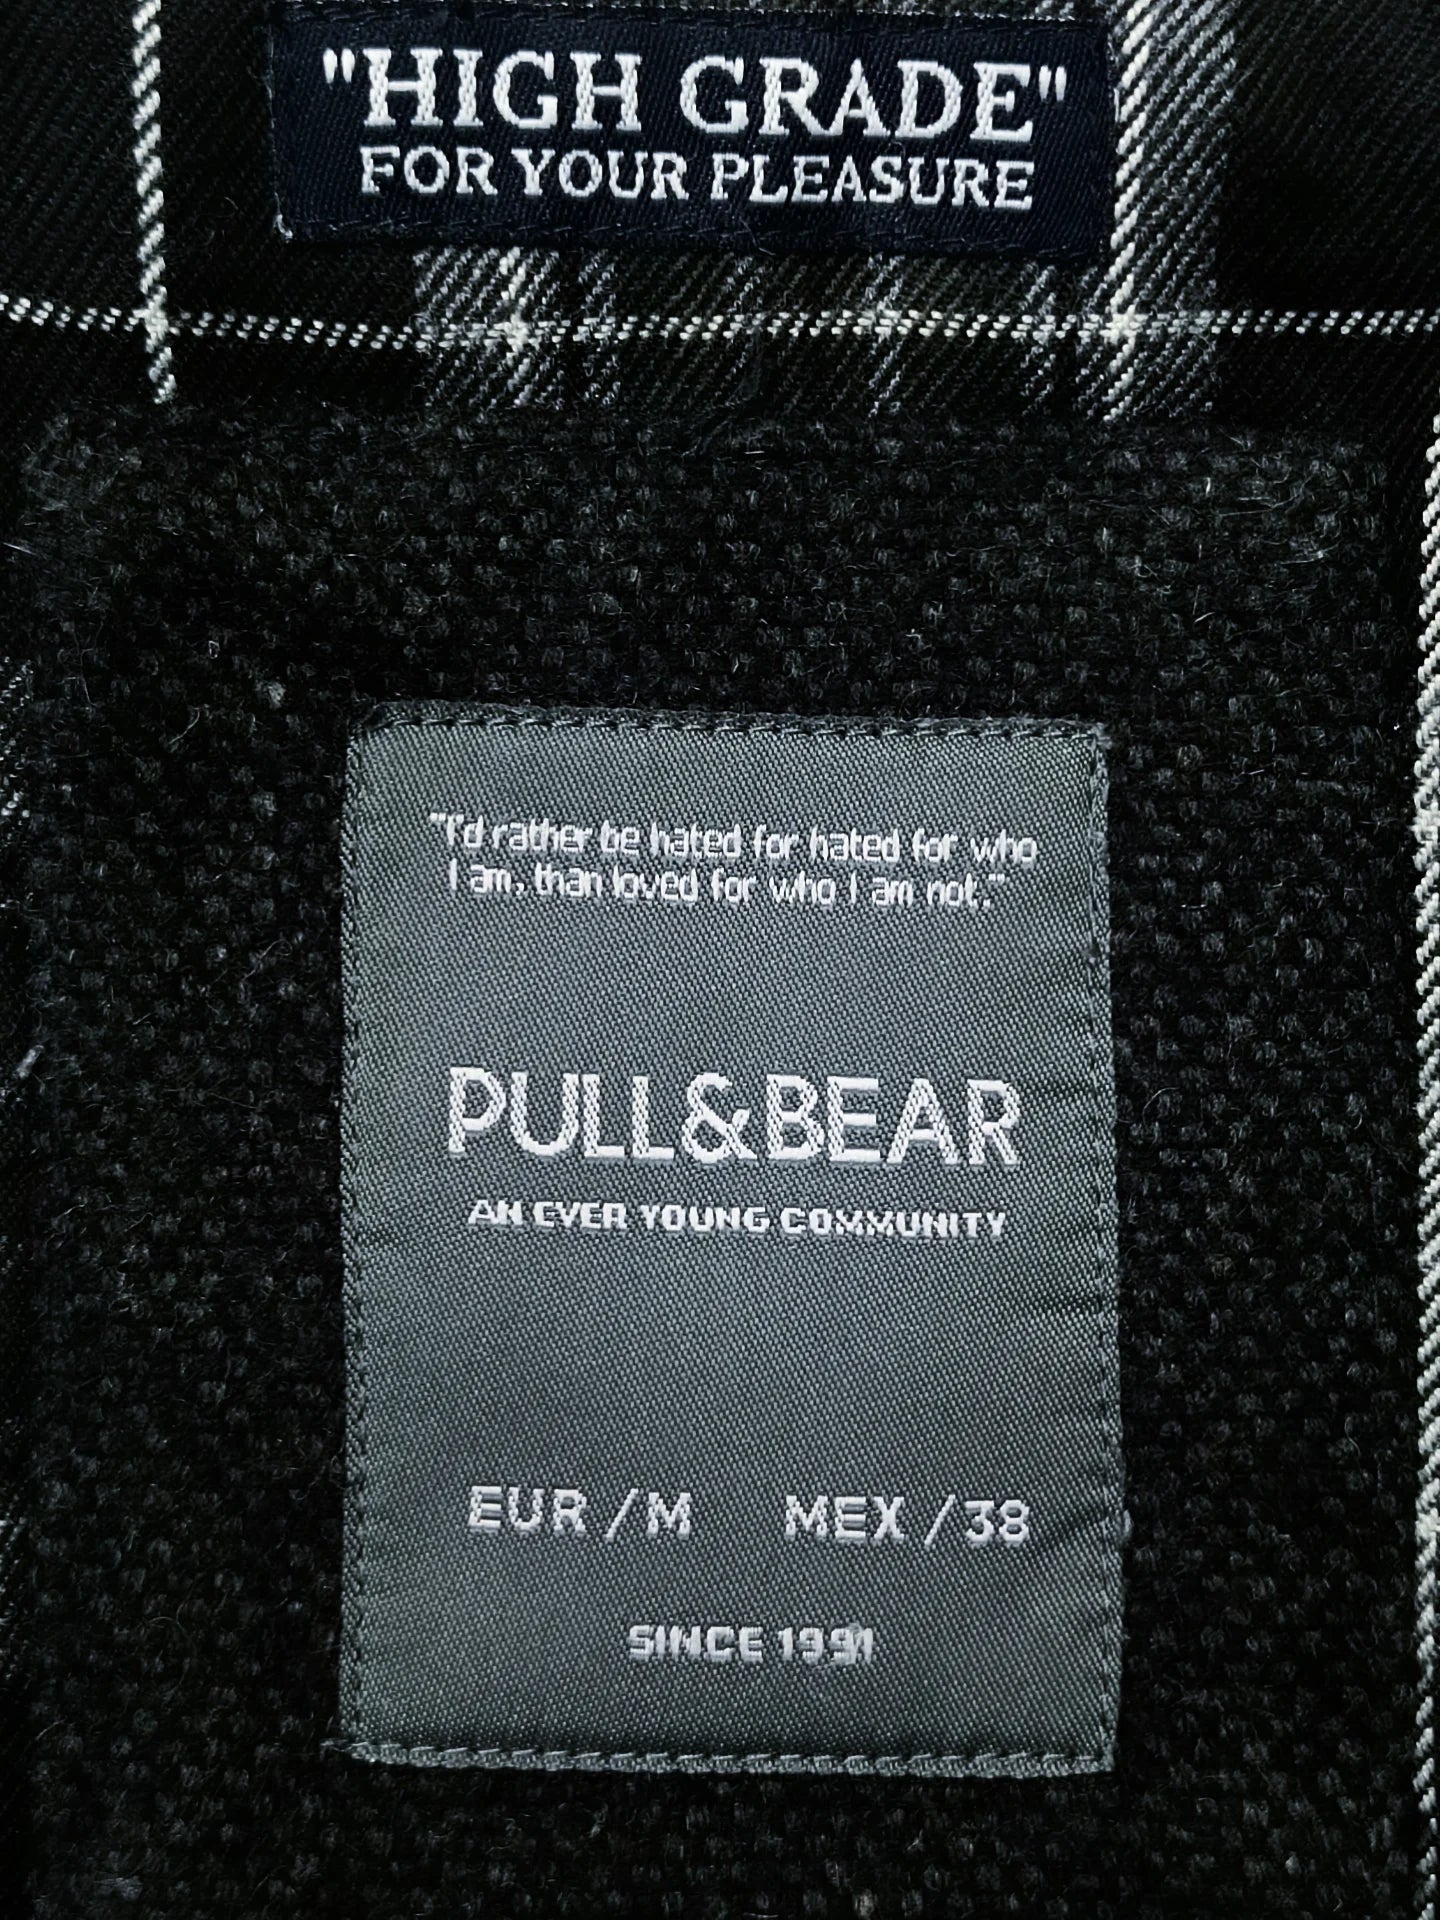 "HIGH GRADE"
FOR YOUR PLEASURE
"I'd rather be hated for hated for who
I am, than loved for who I am not."
PULL&BEAR
AN EVER YOUNG COMMUNITY
EUR / M MEX / 38
SINCE 1991